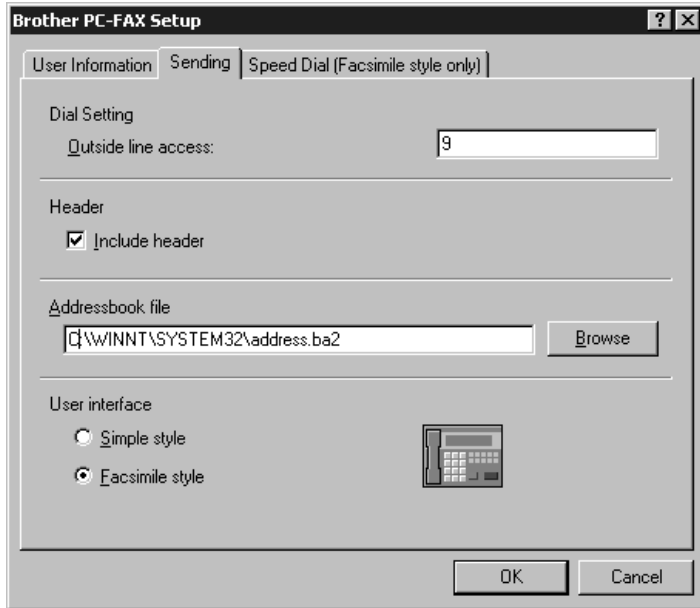 Brother PC-FAX Setup
User Information Sending Speed Dial (Facsimile style only)
Dial Setting
Outside line access: 9
Header
Include header
Addressbook file
C:\WINNT\SYSTEM32\address.ba2 Browse
User interface
Simple style
Facsimile style
OK Cancel